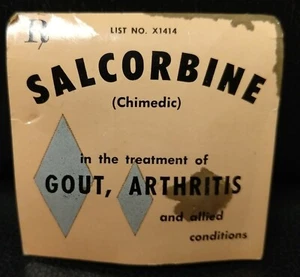 ℞ LIST NO. X1414
SALCORBINE
(Chimedic)
in the treatment of
GOUT, ARTHRITIS
and allied
conditions